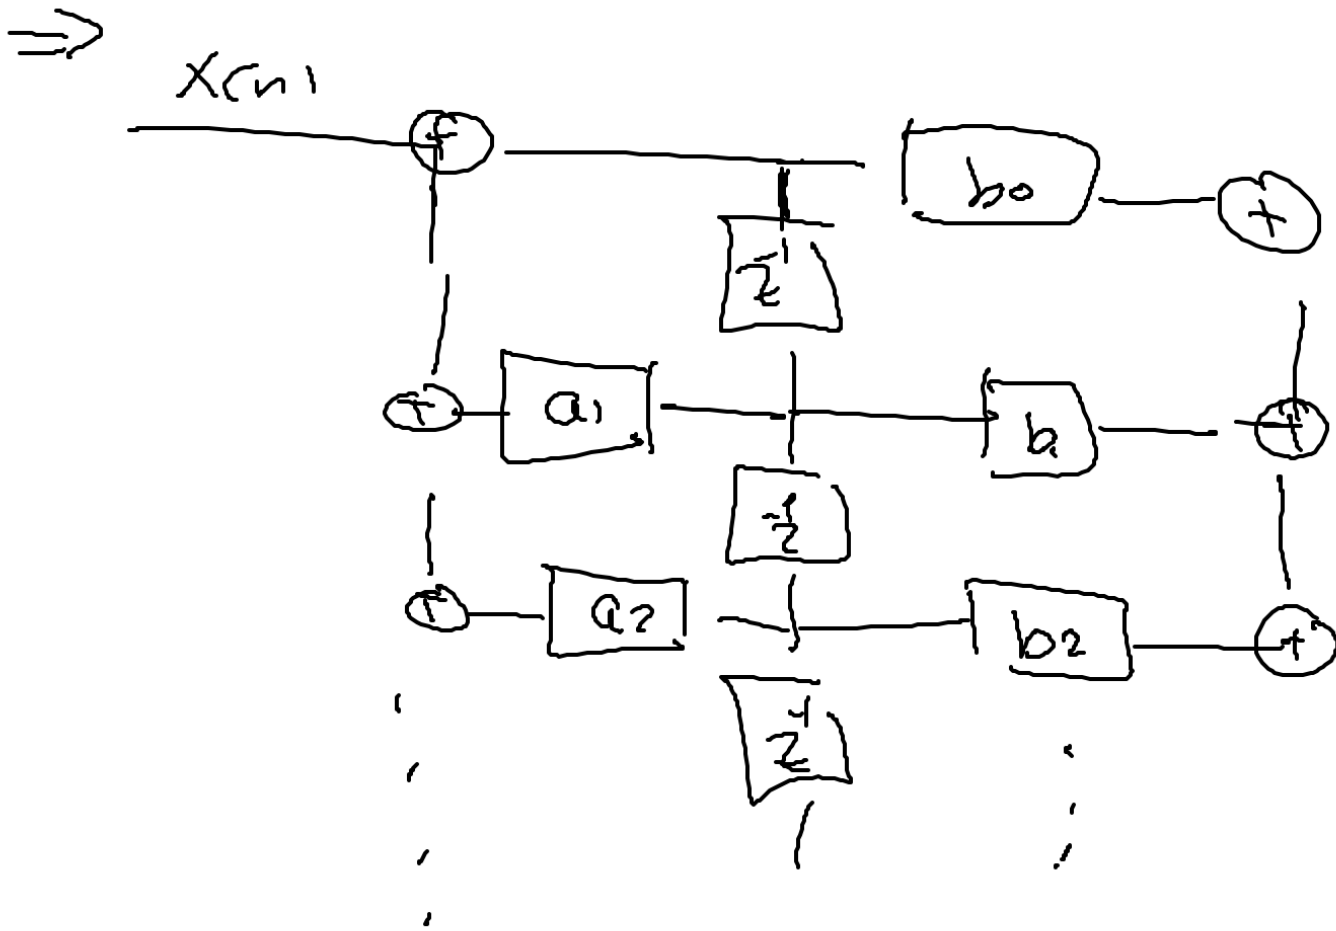 ⇒
x(n)
+ b0 +
z⁻¹
+ a1 b1 +
z⁻¹
+ a2 b2 +
z⁻¹